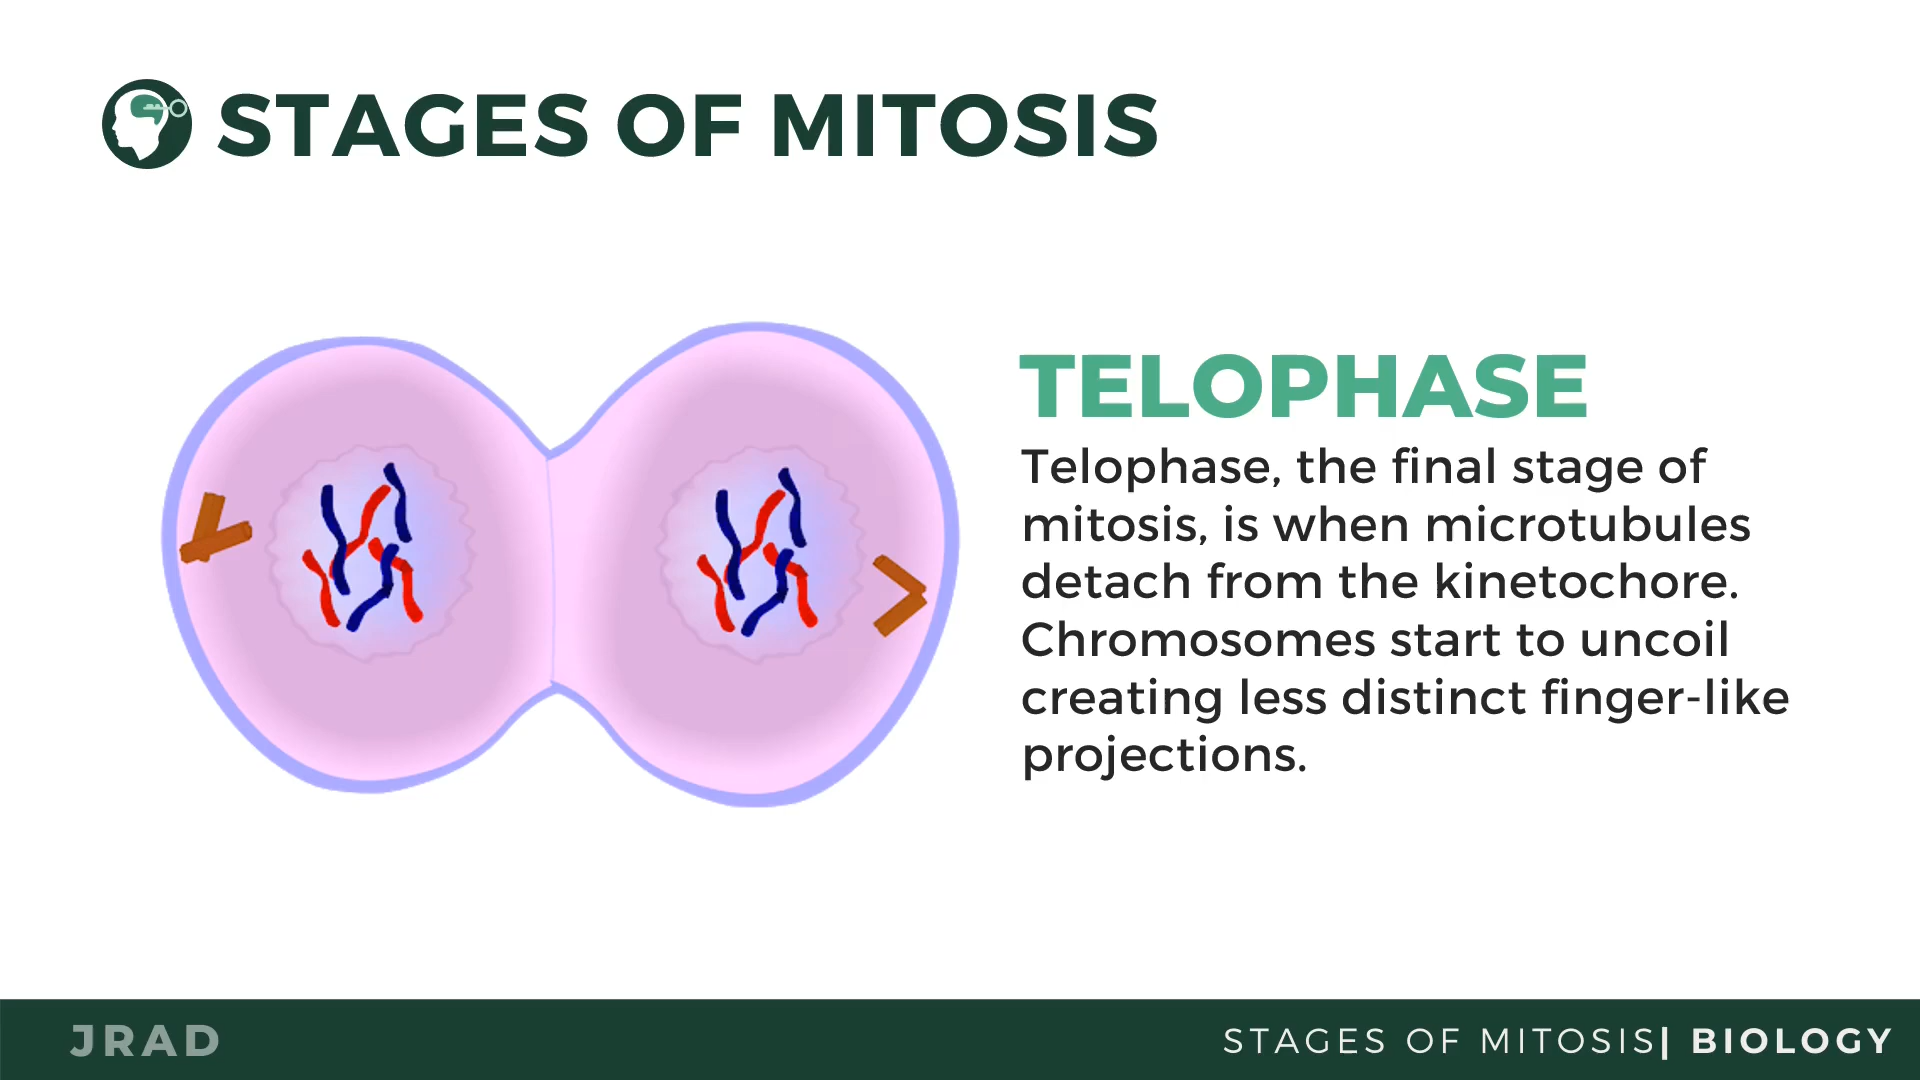 STAGES OF MITOSIS
TELOPHASE
Telophase, the final stage of
mitosis, is when microtubules
detach from the kinetochore.
Chromosomes start to uncoil
creating less distinct finger-like
projections.
JRAD
STAGES OF MITOSIS| BIOLOGY